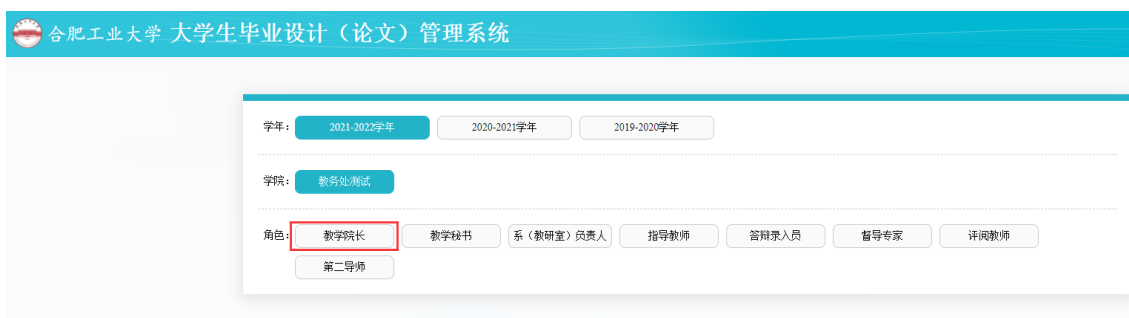 合肥工业大学 大学生毕业设计（论文）管理系统
学年： 2021-2022学年 2020-2021学年 2019-2020学年
学院： 教务处测试
角色： 教学院长 教学秘书 系（教研室）负责人 指导教师 答辩录入员 督导专家 评阅教师
第二导师